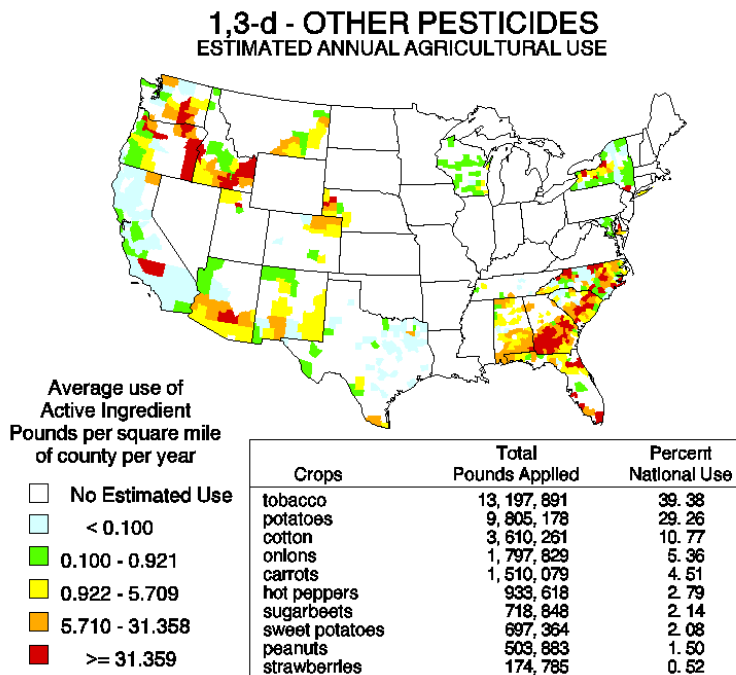 1,3-d - OTHER PESTICIDES
ESTIMATED ANNUAL AGRICULTURAL USE
Average use of
Active Ingredient
Pounds per square mile
of county per year
No Estimated Use
< 0.100
0.100 - 0.921
0.922 - 5.709
5.710 - 31.358
>= 31.359
Total Percent
Crops Pounds Applied National Use
tobacco 13, 197, 891 39. 38
potatoes 9, 805, 178 29. 26
cotton 3, 610, 261 10. 77
onions 1, 797, 829 5. 36
carrots 1, 510, 079 4. 51
hot peppers 933, 618 2. 79
sugarbeets 718, 848 2. 14
sweet potatoes 697, 364 2. 08
peanuts 503, 883 1. 50
strawberries 174, 785 0. 52